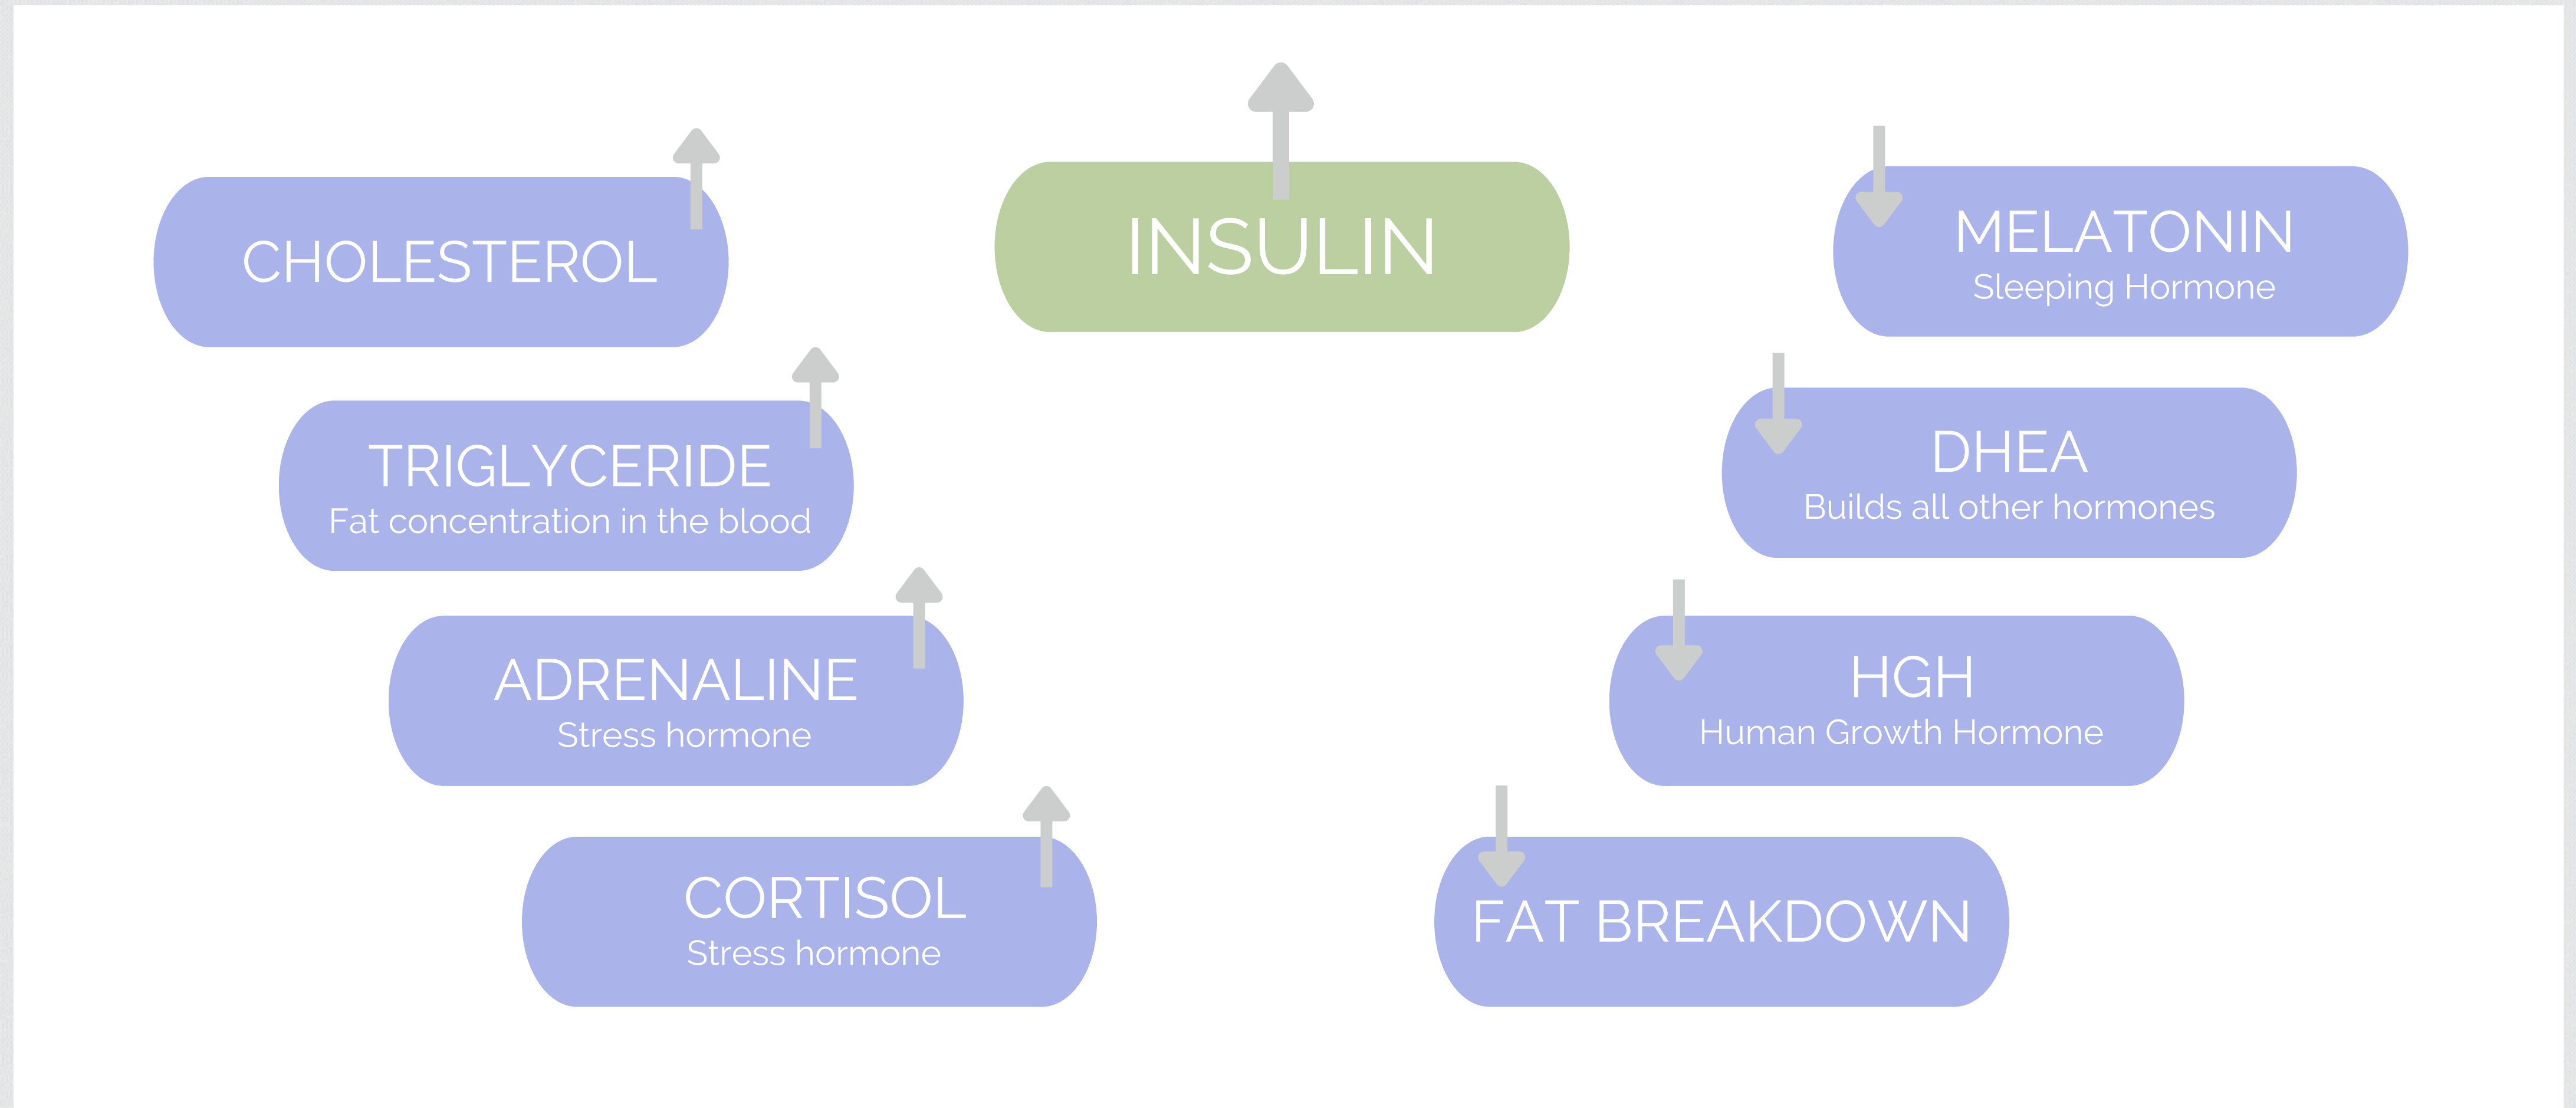 INSULIN
CHOLESTEROL
TRIGLYCERIDE
Fat concentration in the blood
ADRENALINE
Stress hormone
CORTISOL
Stress hormone
MELATONIN
Sleeping Hormone
DHEA
Builds all other hormones
HGH
Human Growth Hormone
FAT BREAKDOWN